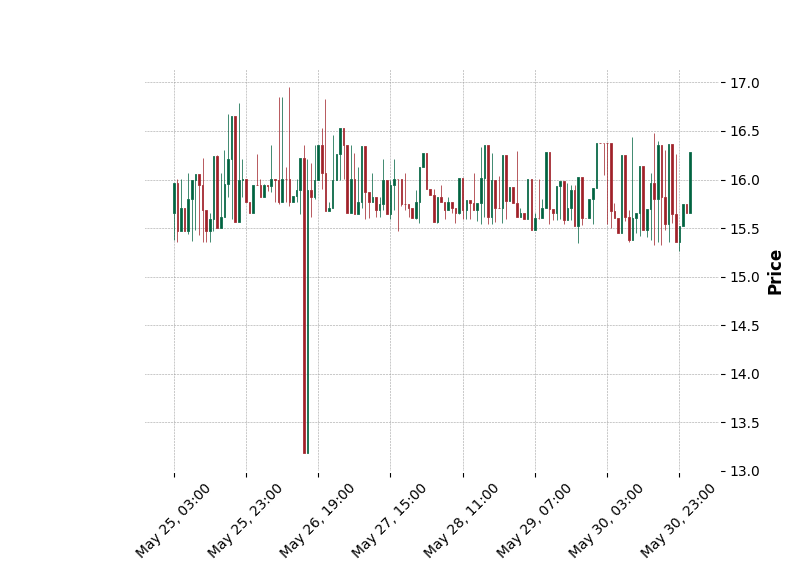 17.0
16.5
16.0
15.5
15.0
14.5
14.0
13.5
13.0
Price
May 25, 03:00
May 25, 23:00
May 26, 19:00
May 27, 15:00
May 28, 11:00
May 29, 07:00
May 30, 03:00
May 30, 23:00